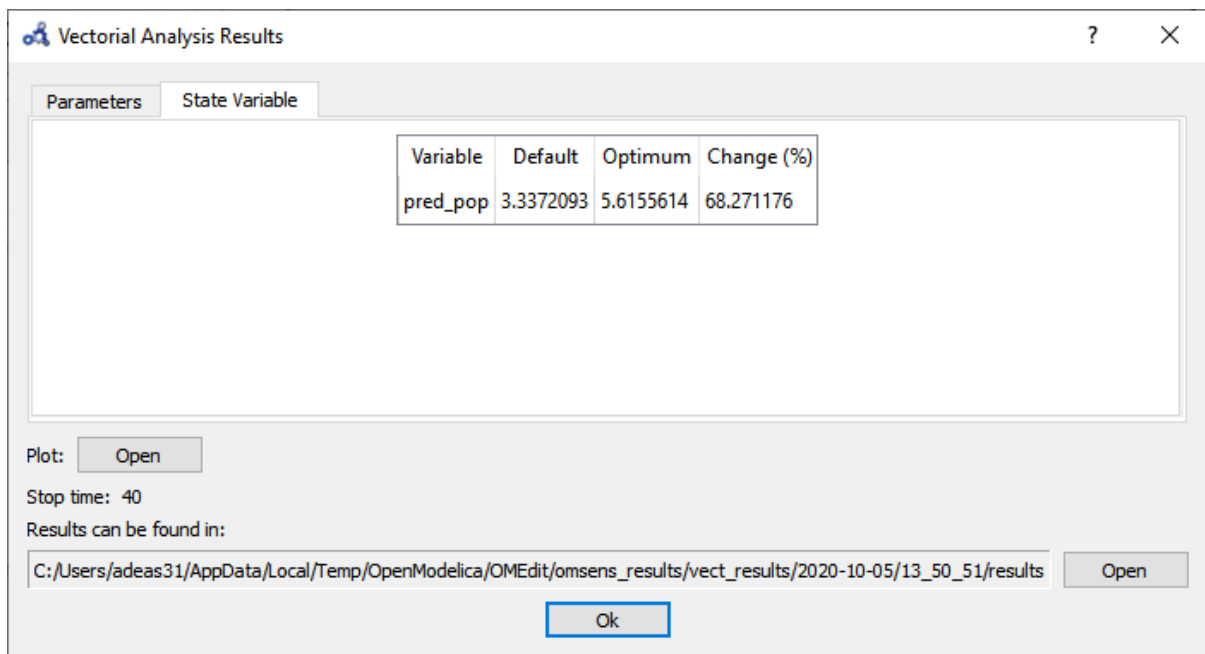 Vectorial Analysis Results ?
Parameters State Variable
Variable Default Optimum Change (%)
pred_pop 3.3372093 5.6155614 68.271176
Plot: Open
Stop time: 40
Results can be found in:
C:/Users/adeas31/AppData/Local/Temp/OpenModelica/OMEdit/omsens_results/vect_results/2020-10-05/13_50_51/results Open
Ok